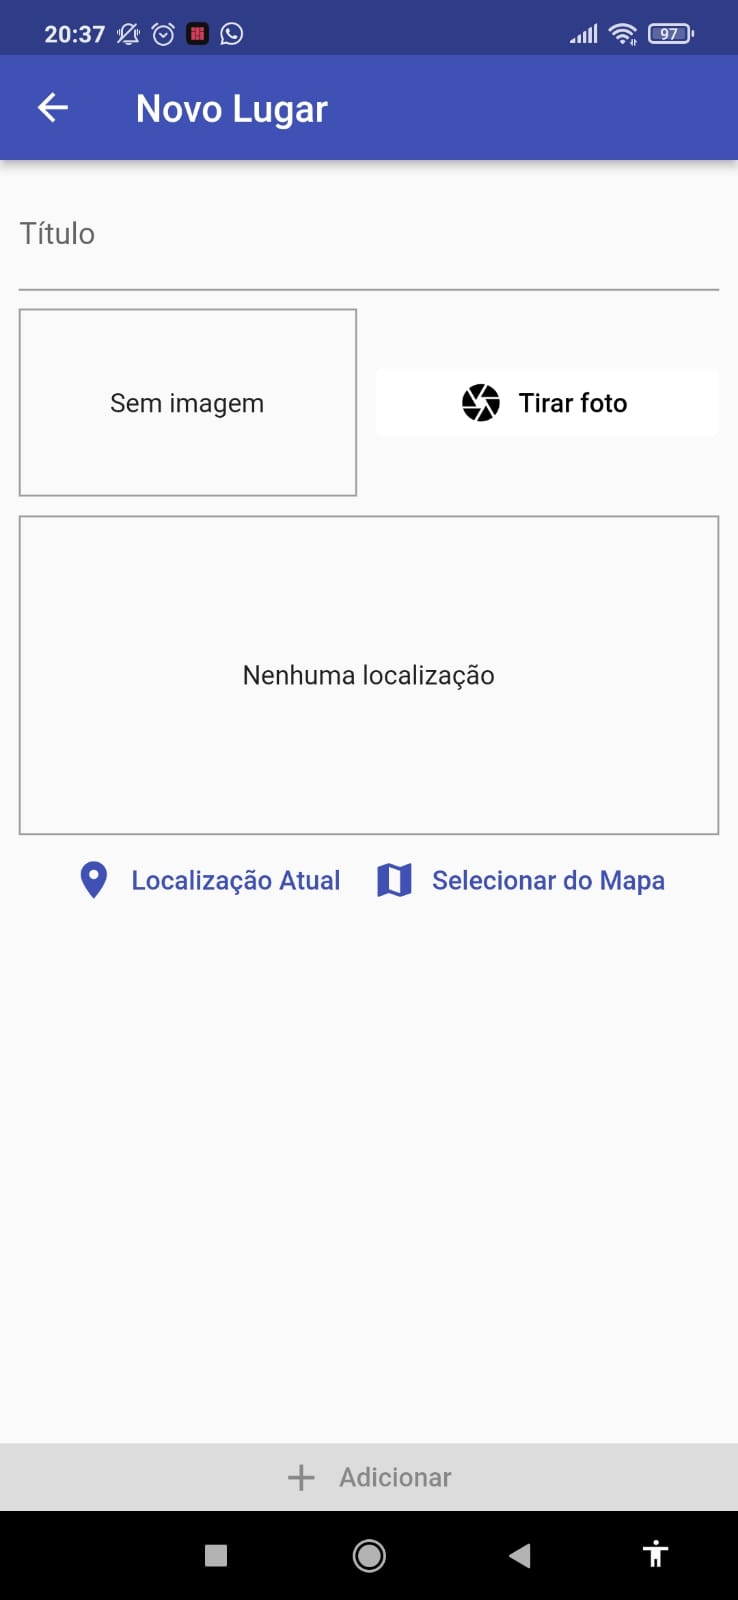 20:37
97
Novo Lugar
Título
Sem imagem
Tirar foto
Nenhuma localização
Localização Atual
Selecionar do Mapa
Adicionar